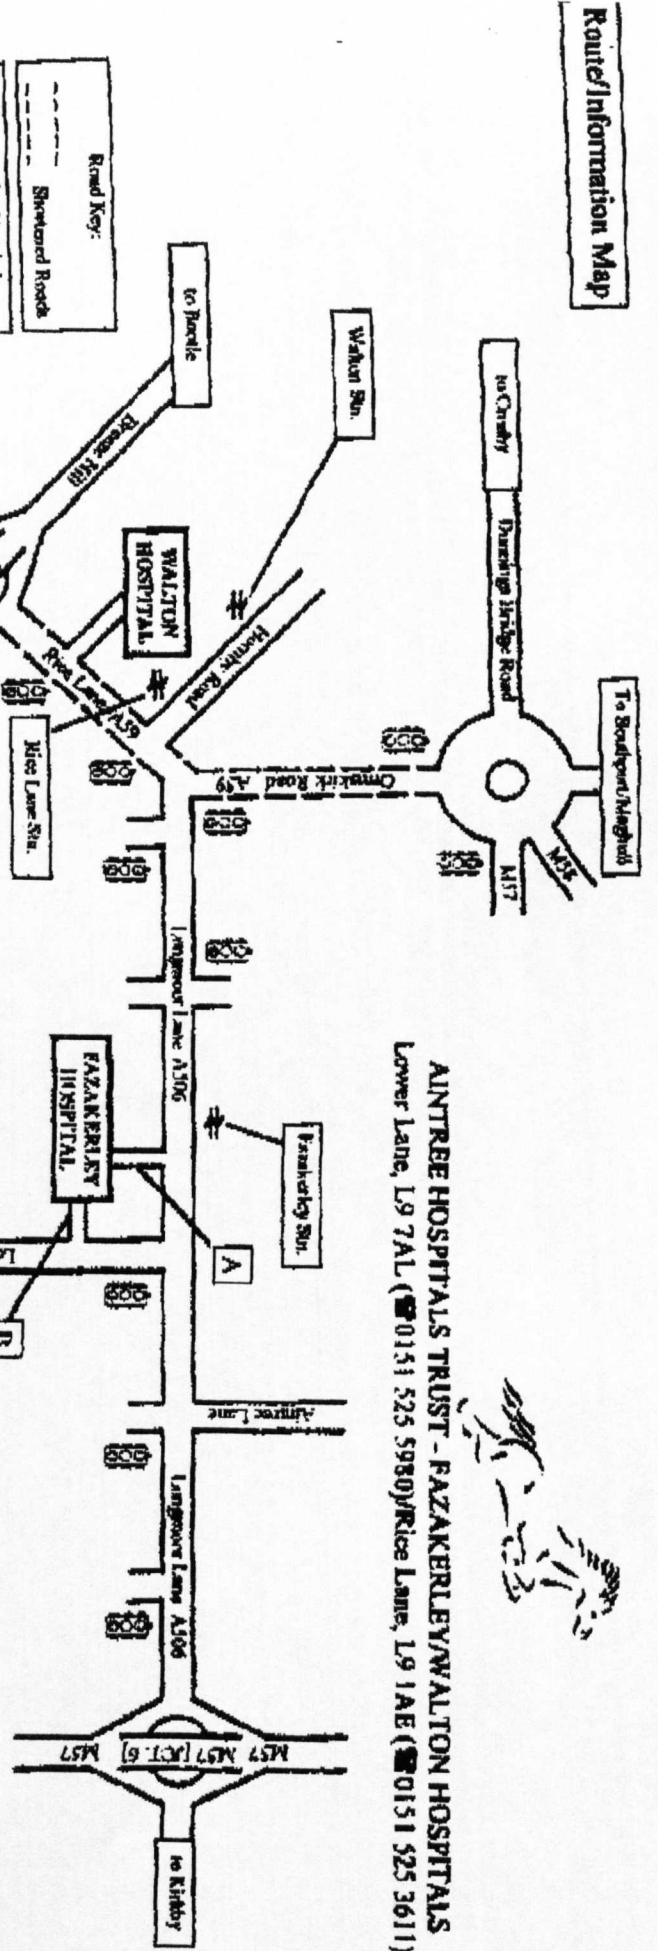 Route/Information Map
AINTREE HOSPITALS TRUST - FAZAKERLEY/WALTON HOSPITALS
Lower Lane, L9 7AL (☎0151 525 5980)/Rice Lane, L9 1AE (☎0151 525 3611)
To Southport/Maghull
to Crosby
Dunnings Bridge Road
M58
M57
Ormskirk Road A59
Walton Stn.
Hornby Road
to Bootle
Breeze Hill
WALTON
HOSPITAL
Rice Lane A59
Rice Lane Stn.
Longmoor Lane A506
Fazakerley Stn.
A
FAZAKERLEY
HOSPITAL
B
Aintree Lane
Longmoor Lane A506
M57
M57 [JCT. 6]
M57
to Kirkby
Road Key:
Shortened Roads